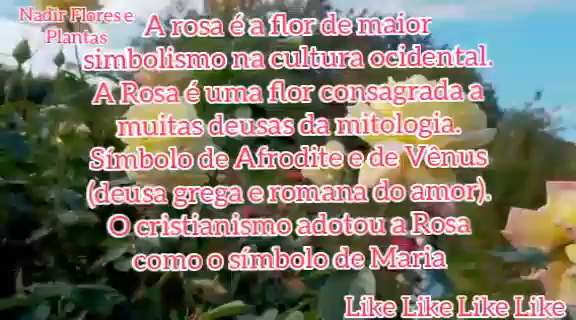 Nadir Flores e
Plantas
A rosa é a flor de maior
simbolismo na cultura ocidental.
A Rosa é uma flor consagrada a
muitas deusas da mitologia.
Símbolo de Afrodite e de Vênus
(deusa grega e romana do amor).
O cristianismo adotou a Rosa
como o símbolo de Maria
Like Like Like Like